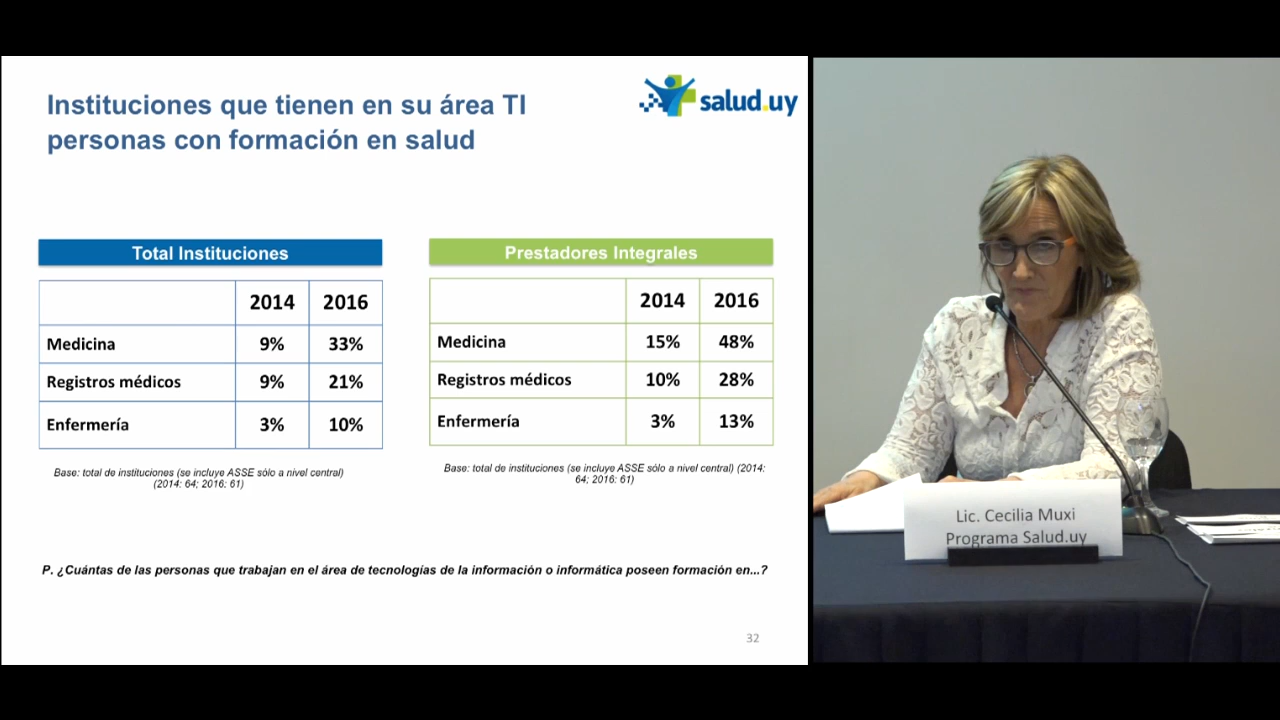 Instituciones que tienen en su área TI
personas con formación en salud
salud.uy
Total Instituciones
2014 2016
Medicina 9% 33%
Registros médicos 9% 21%
Enfermería 3% 10%
Base: total de instituciones (se incluye ASSE sólo a nivel central)
(2014: 64; 2016: 61)
Prestadores Integrales
2014 2016
Medicina 15% 48%
Registros médicos 10% 28%
Enfermería 3% 13%
Base: total de instituciones (se incluye ASSE sólo a nivel central) (2014:
64; 2016: 61)
P. ¿Cuántas de las personas que trabajan en el área de tecnologías de la información o informática poseen formación en...?
32
Lic. Cecilia Muxi
Programa Salud.uy